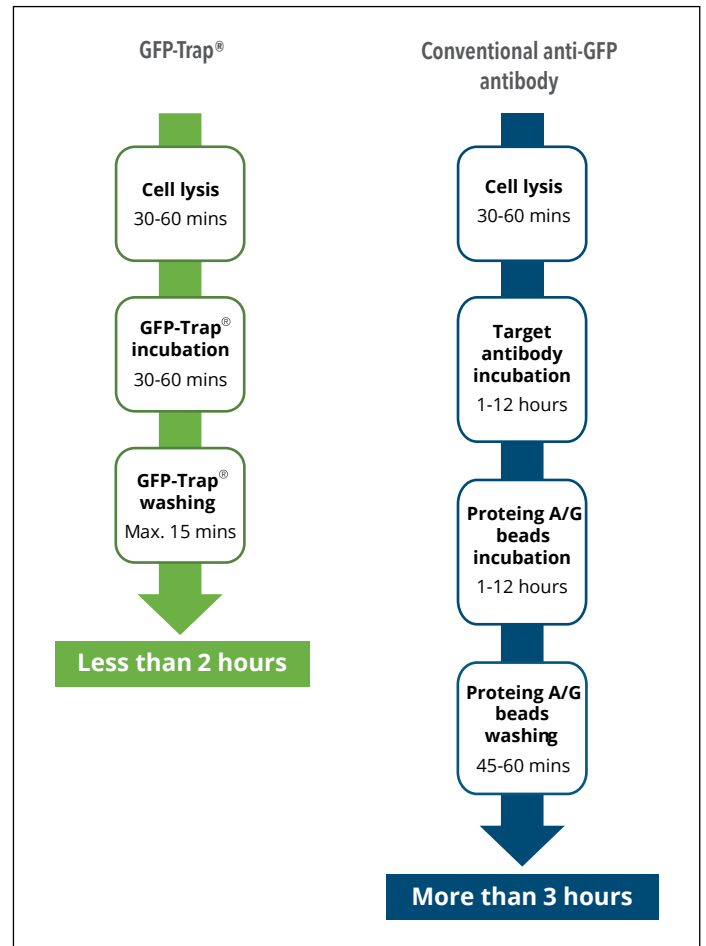 GFP-Trap®
Cell lysis
30-60 mins
GFP-Trap®
incubation
30-60 mins
GFP-Trap®
washing
Max. 15 mins
Less than 2 hours
Conventional anti-GFP
antibody
Cell lysis
30-60 mins
Target
antibody
incubation
1-12 hours
Proteing A/G
beads
incubation
1-12 hours
Proteing A/G
beads
washing
45-60 mins
More than 3 hours